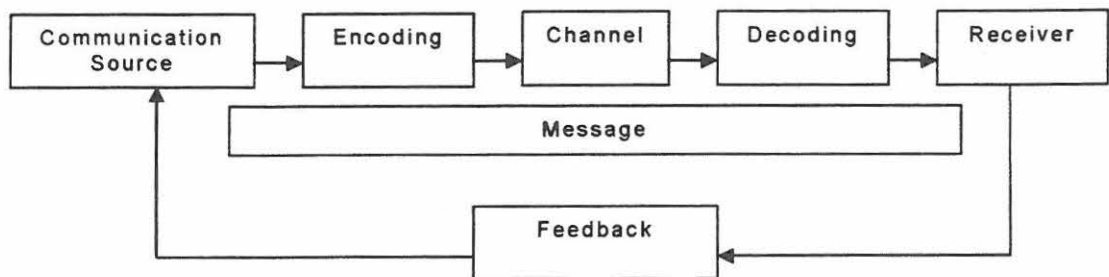 Communication
Source
Encoding
Channel
Decoding
Receiver
Message
Feedback